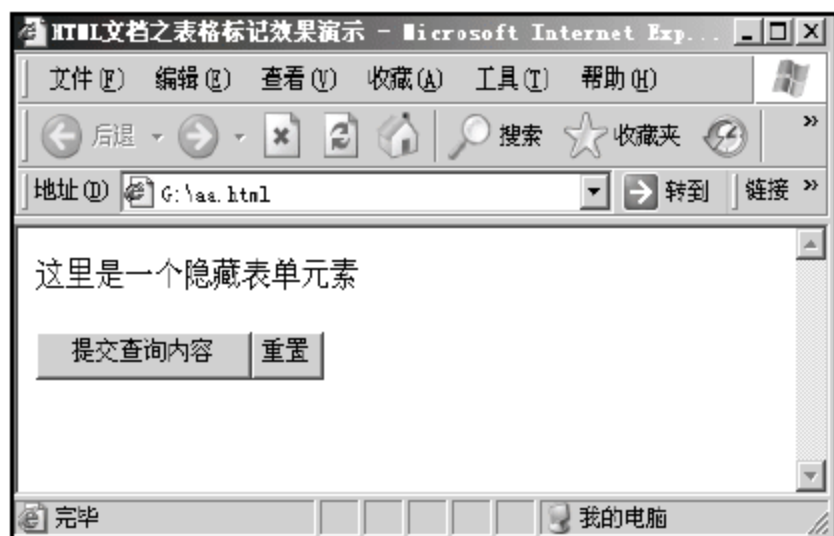 HTML文档之表格标记效果演示 - Microsoft Internet Exp...
文件(F) 编辑(E) 查看(V) 收藏(A) 工具(T) 帮助(H)
后退 搜索 收藏夹 »
地址(D) G:\aa.html 转到 链接 »
这里是一个隐藏表单元素
提交查询内容 重置
完毕 我的电脑